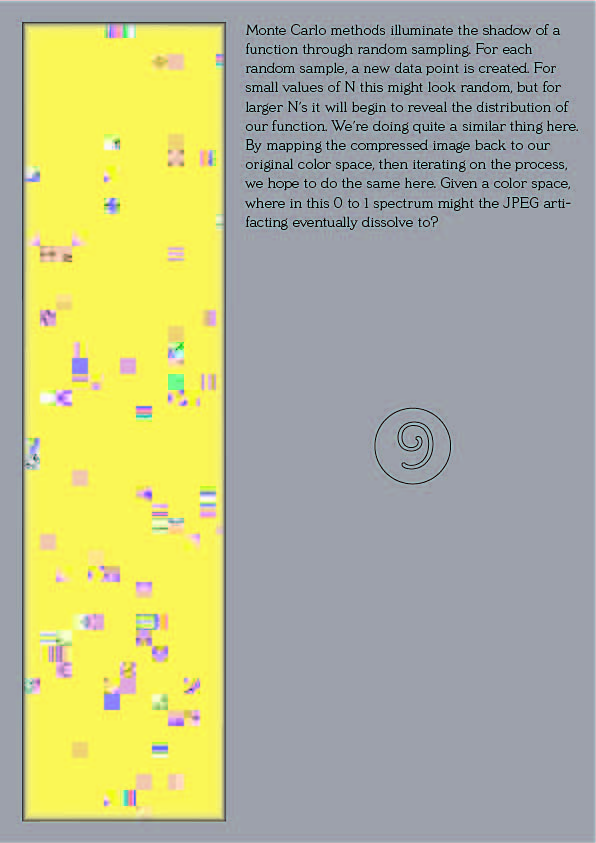 Monte Carlo methods illuminate the shadow of a
function through random sampling. For each
random sample, a new data point is created. For
small values of N this might look random, but for
larger N's it will begin to reveal the distribution of
our function. We're doing quite a similar thing here.
By mapping the compressed image back to our
original color space, then iterating on the process,
we hope to do the same here. Given a color space,
where in this 0 to 1 spectrum might the JPEG arti-
facting eventually dissolve to?
9